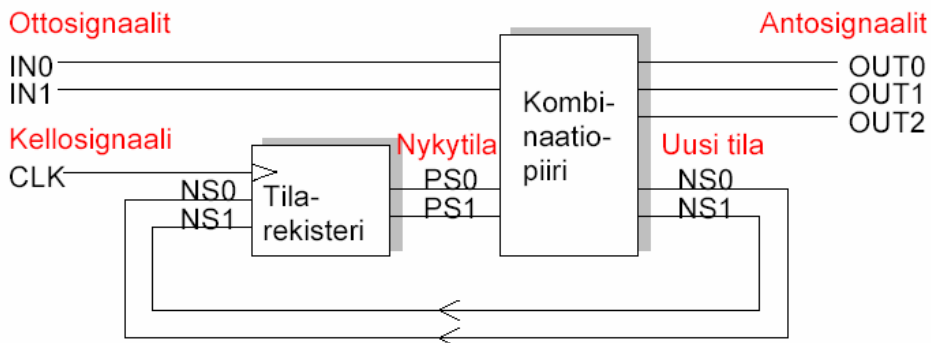 Ottosignaalit
Antosignaalit
IN0
IN1
OUT0
OUT1
OUT2
Kombi-
naatio-
piiri
Kellosignaali
CLK
Nykytila
Uusi tila
NS0
NS1
Tila-
rekisteri
PS0
PS1
NS0
NS1